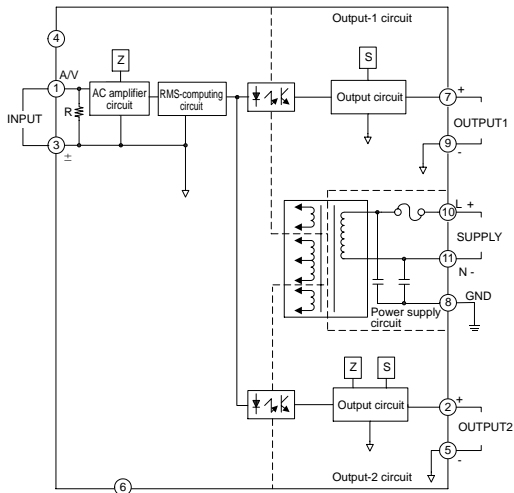 Output-1 circuit
4
Z
S
1
A/V
AC amplifier
circuit
RMS-computing
circuit
Output circuit
7
+
R
INPUT
OUTPUT1
3
±
9
-
L +
10
SUPPLY
11
N -
8
GND
Power supply
circuit
Z
S
Output circuit
2
+
OUTPUT2
5
-
6
Output-2 circuit